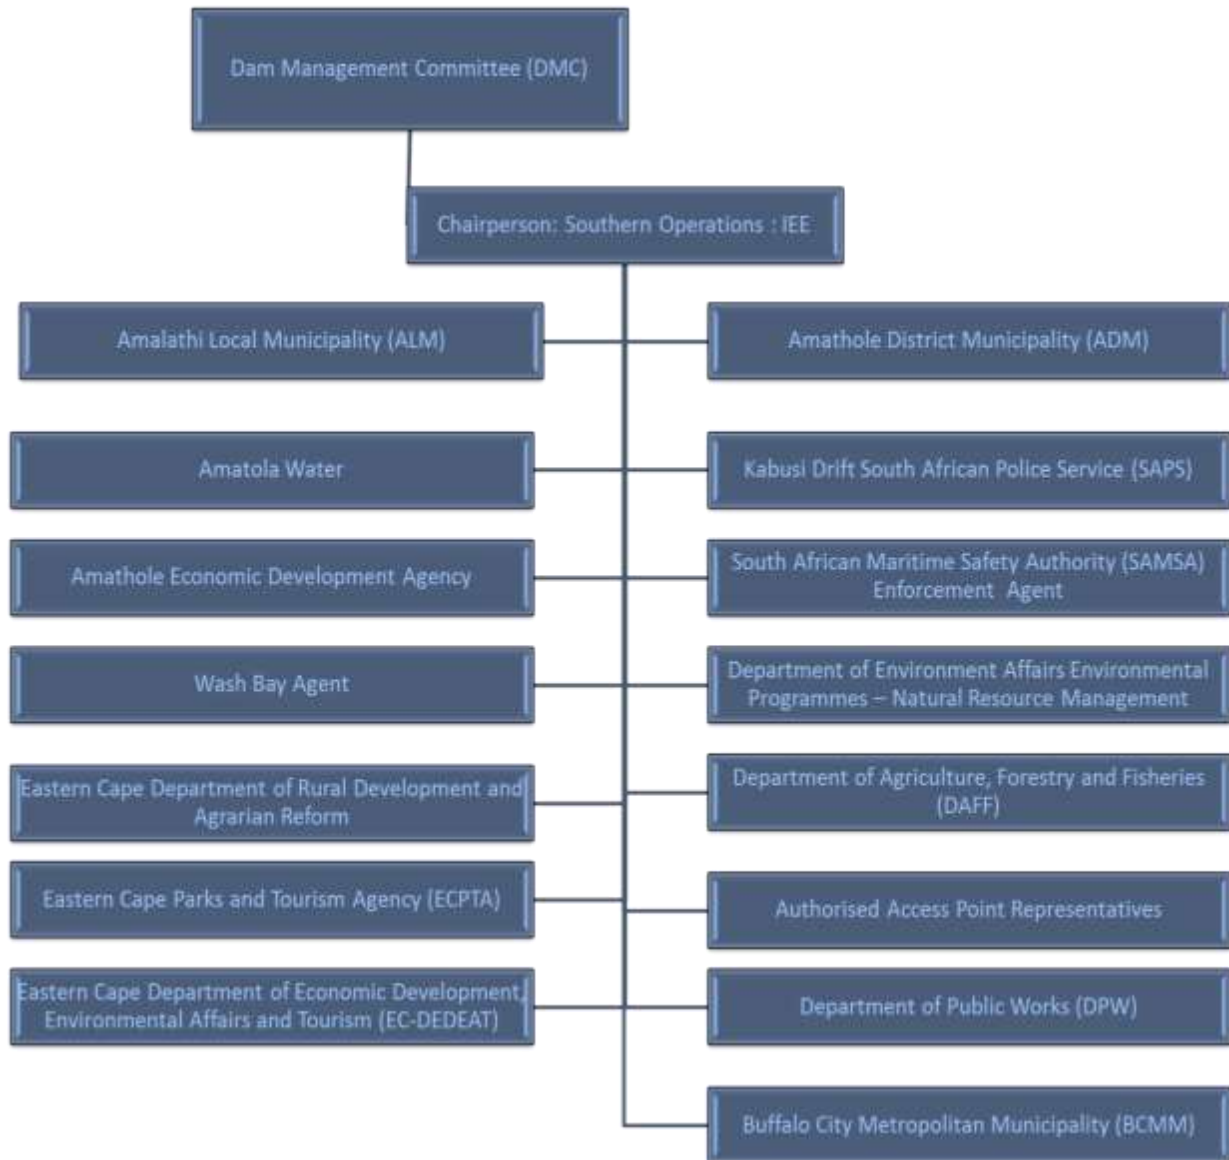 Dam Management Committee (DMC)
Chairperson: Southern Operations : IEE
Amalathi Local Municipality (ALM)
Amathole District Municipality (ADM)
Amatola Water
Kabusi Drift South African Police Service (SAPS)
Amathole Economic Development Agency
South African Maritime Safety Authority (SAMSA)
Enforcement Agent
Wash Bay Agent
Department of Environment Affairs Environmental
Programmes – Natural Resource Management
Eastern Cape Department of Rural Development and
Agrarian Reform
Department of Agriculture, Forestry and Fisheries
(DAFF)
Eastern Cape Parks and Tourism Agency (ECPTA)
Authorised Access Point Representatives
Eastern Cape Department of Economic Development,
Environmental Affairs and Tourism (EC-DEDEAT)
Department of Public Works (DPW)
Buffalo City Metropolitan Municipality (BCMM)